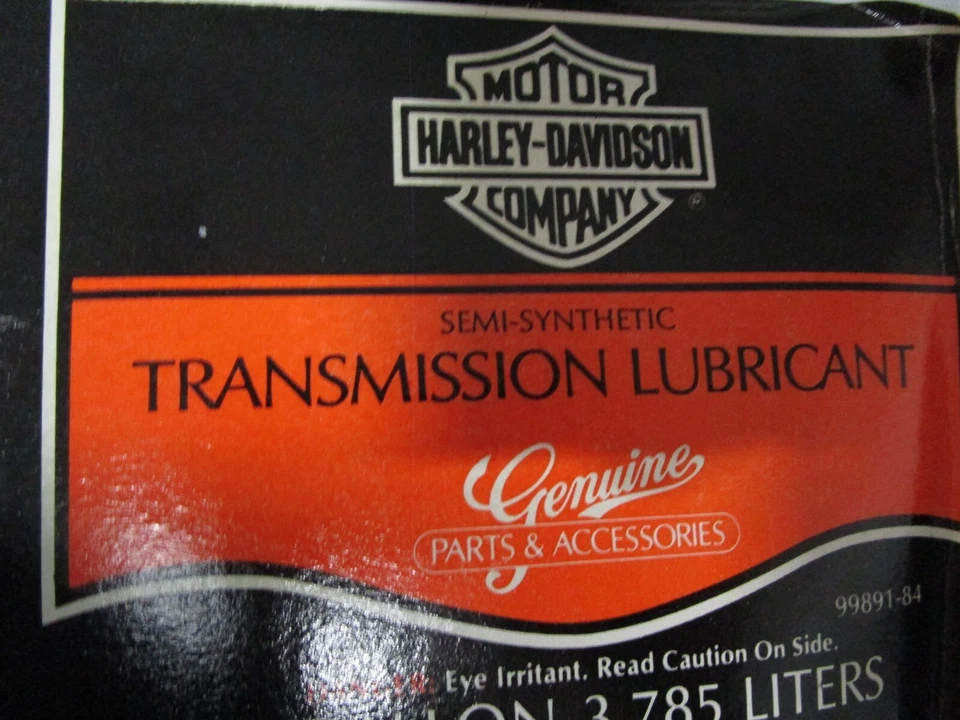 MOTOR
HARLEY-DAVIDSON
COMPANY
®
SEMI-SYNTHETIC
TRANSMISSION LUBRICANT
Genuine
PARTS & ACCESSORIES
99891-84
Eye Irritant. Read Caution On Side.
3.785 LITERS